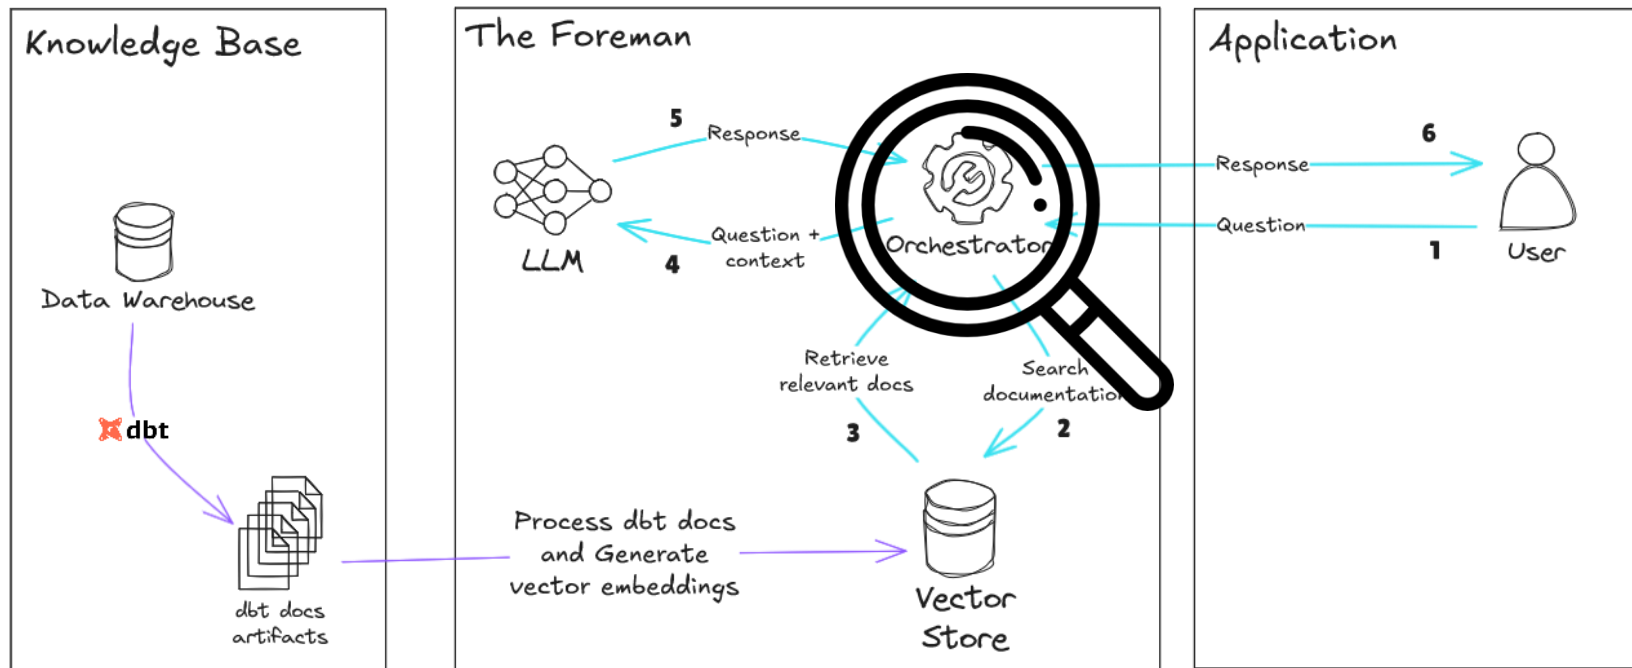 Knowledge Base
Data Warehouse
dbt
dbt docs
artifacts
The Foreman
5
Response
LLM
Question +
context
4
Orchestrator
Retrieve
relevant docs
3
Search
documentation
2
Process dbt docs
and Generate
vector embeddings
Vector
Store
Application
6
Response
Question
1
User